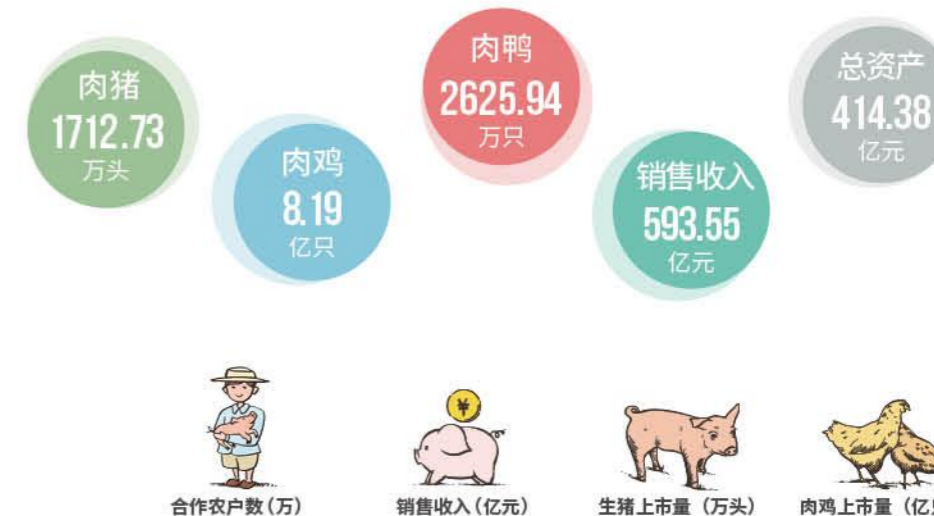 肉猪
1712.73
万头
肉鸡
8.19
亿只
肉鸭
2625.94
万只
销售收入
593.55
亿元
总资产
414.38
亿元
¥
合作农户数(万)
销售收入(亿元)
生猪上市量(万头)
肉鸡上市量(亿